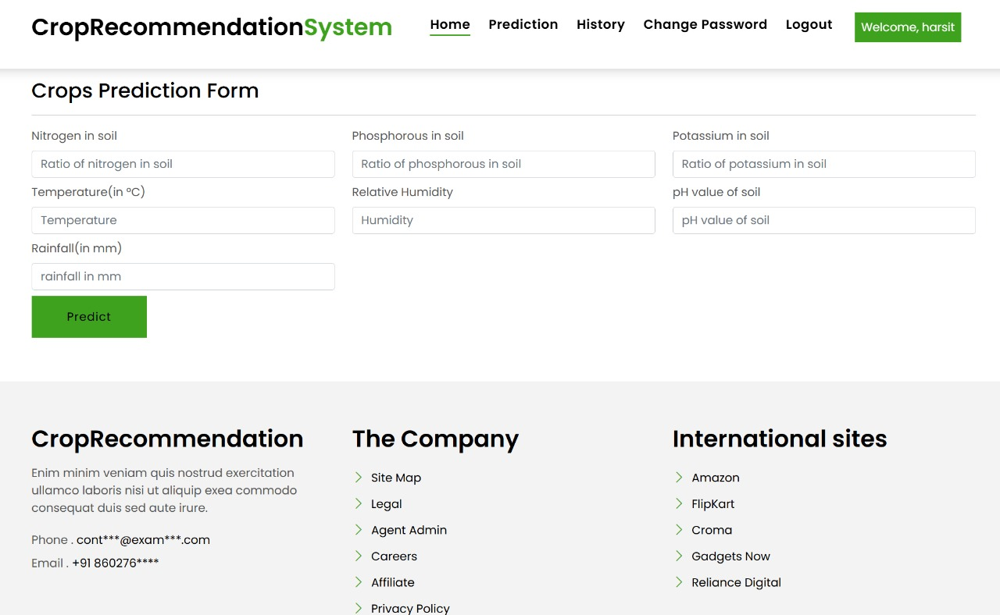 CropRecommendationSystem Home Prediction History Change Password Logout Welcome, harsit
Crops Prediction Form
Nitrogen in soil Phosphorous in soil Potassium in soil
Ratio of nitrogen in soil Ratio of phosphorous in soil Ratio of potassium in soil
Temperature(in ºC) Relative Humidity pH value of soil
Temperature Humidity pH value of soil
Rainfall(in mm)
rainfall in mm
Predict
CropRecommendation
Enim minim veniam quis nostrud exercitation
ullamco laboris nisi ut aliquip exea commodo
consequat duis sed aute irure.
Phone . cont***@exam***.com
Email . +91 860276****
The Company
Site Map
Legal
Agent Admin
Careers
Affiliate
Privacy Policy
International sites
Amazon
FlipKart
Croma
Gadgets Now
Reliance Digital